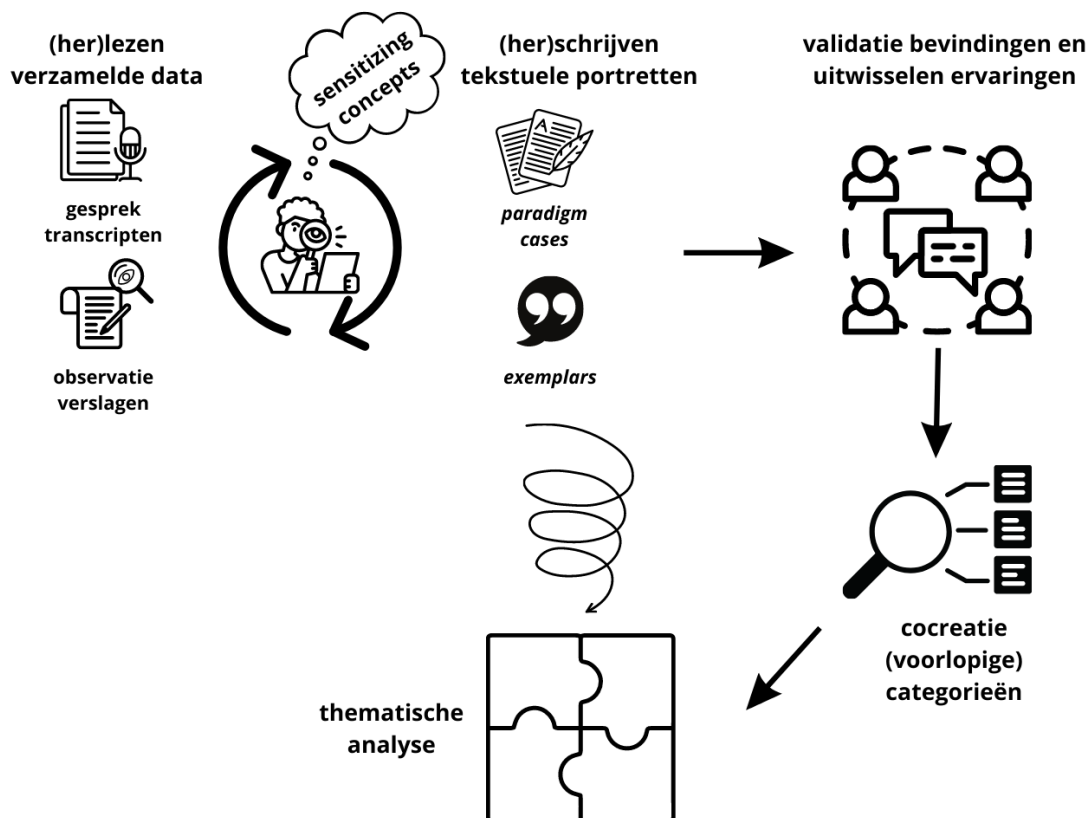 (her)lezen
verzamelde data
gesprek
transcripten
observatie
verslagen
sensitizing
concepts
(her)schrijven
tekstuele portretten
A
paradigm
cases
exemplars
validatie bevindingen en
uitwisselen ervaringen
cocreatie
(voorlopige)
categorieën
thematische
analyse